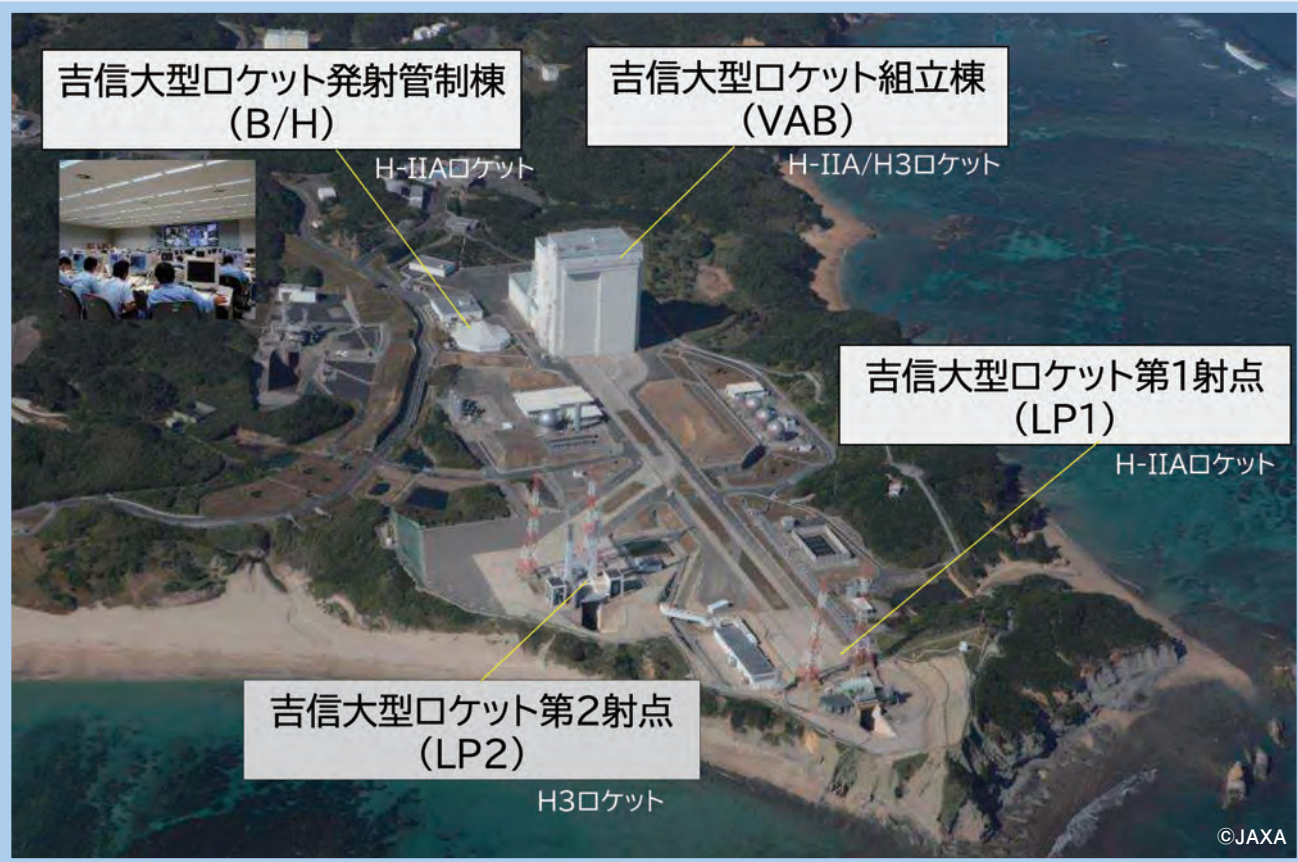 吉信大型ロケット発射管制棟
(B/H)
H-IIAロケット
吉信大型ロケット組立棟
(VAB)
H-IIA/H3ロケット
吉信大型ロケット第1射点
(LP1)
H-IIAロケット
吉信大型ロケット第2射点
(LP2)
H3ロケット
©JAXA